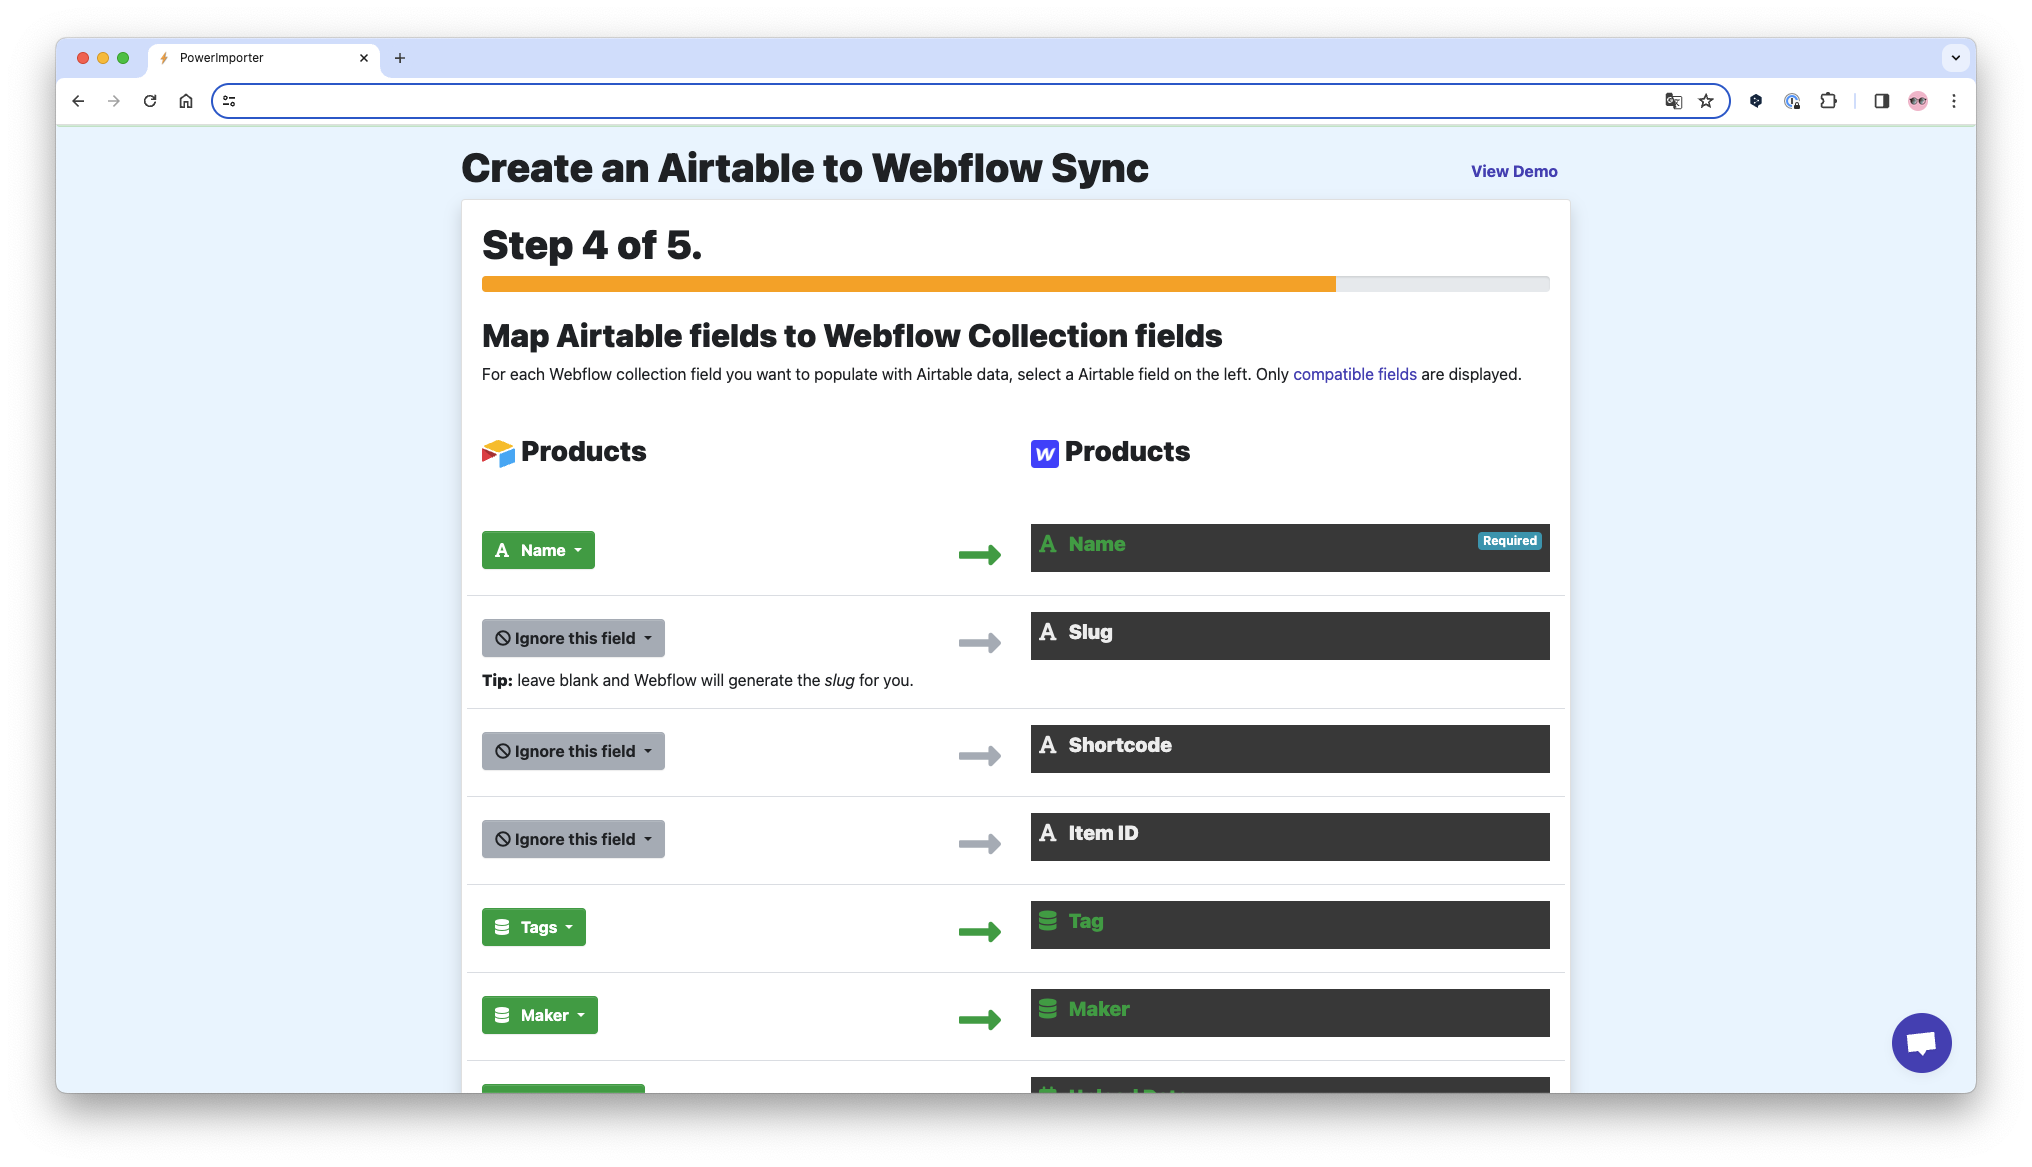 PowerImporter
Create an Airtable to Webflow Sync
View Demo
Step 4 of 5.
Map Airtable fields to Webflow Collection fields
For each Webflow collection field you want to populate with Airtable data, select a Airtable field on the left. Only compatible fields are displayed.
Products
Products
Name
Name
Required
Ignore this field
Slug
Tip: leave blank and Webflow will generate the slug for you.
Ignore this field
Shortcode
Ignore this field
Item ID
Tags
Tag
Maker
Maker